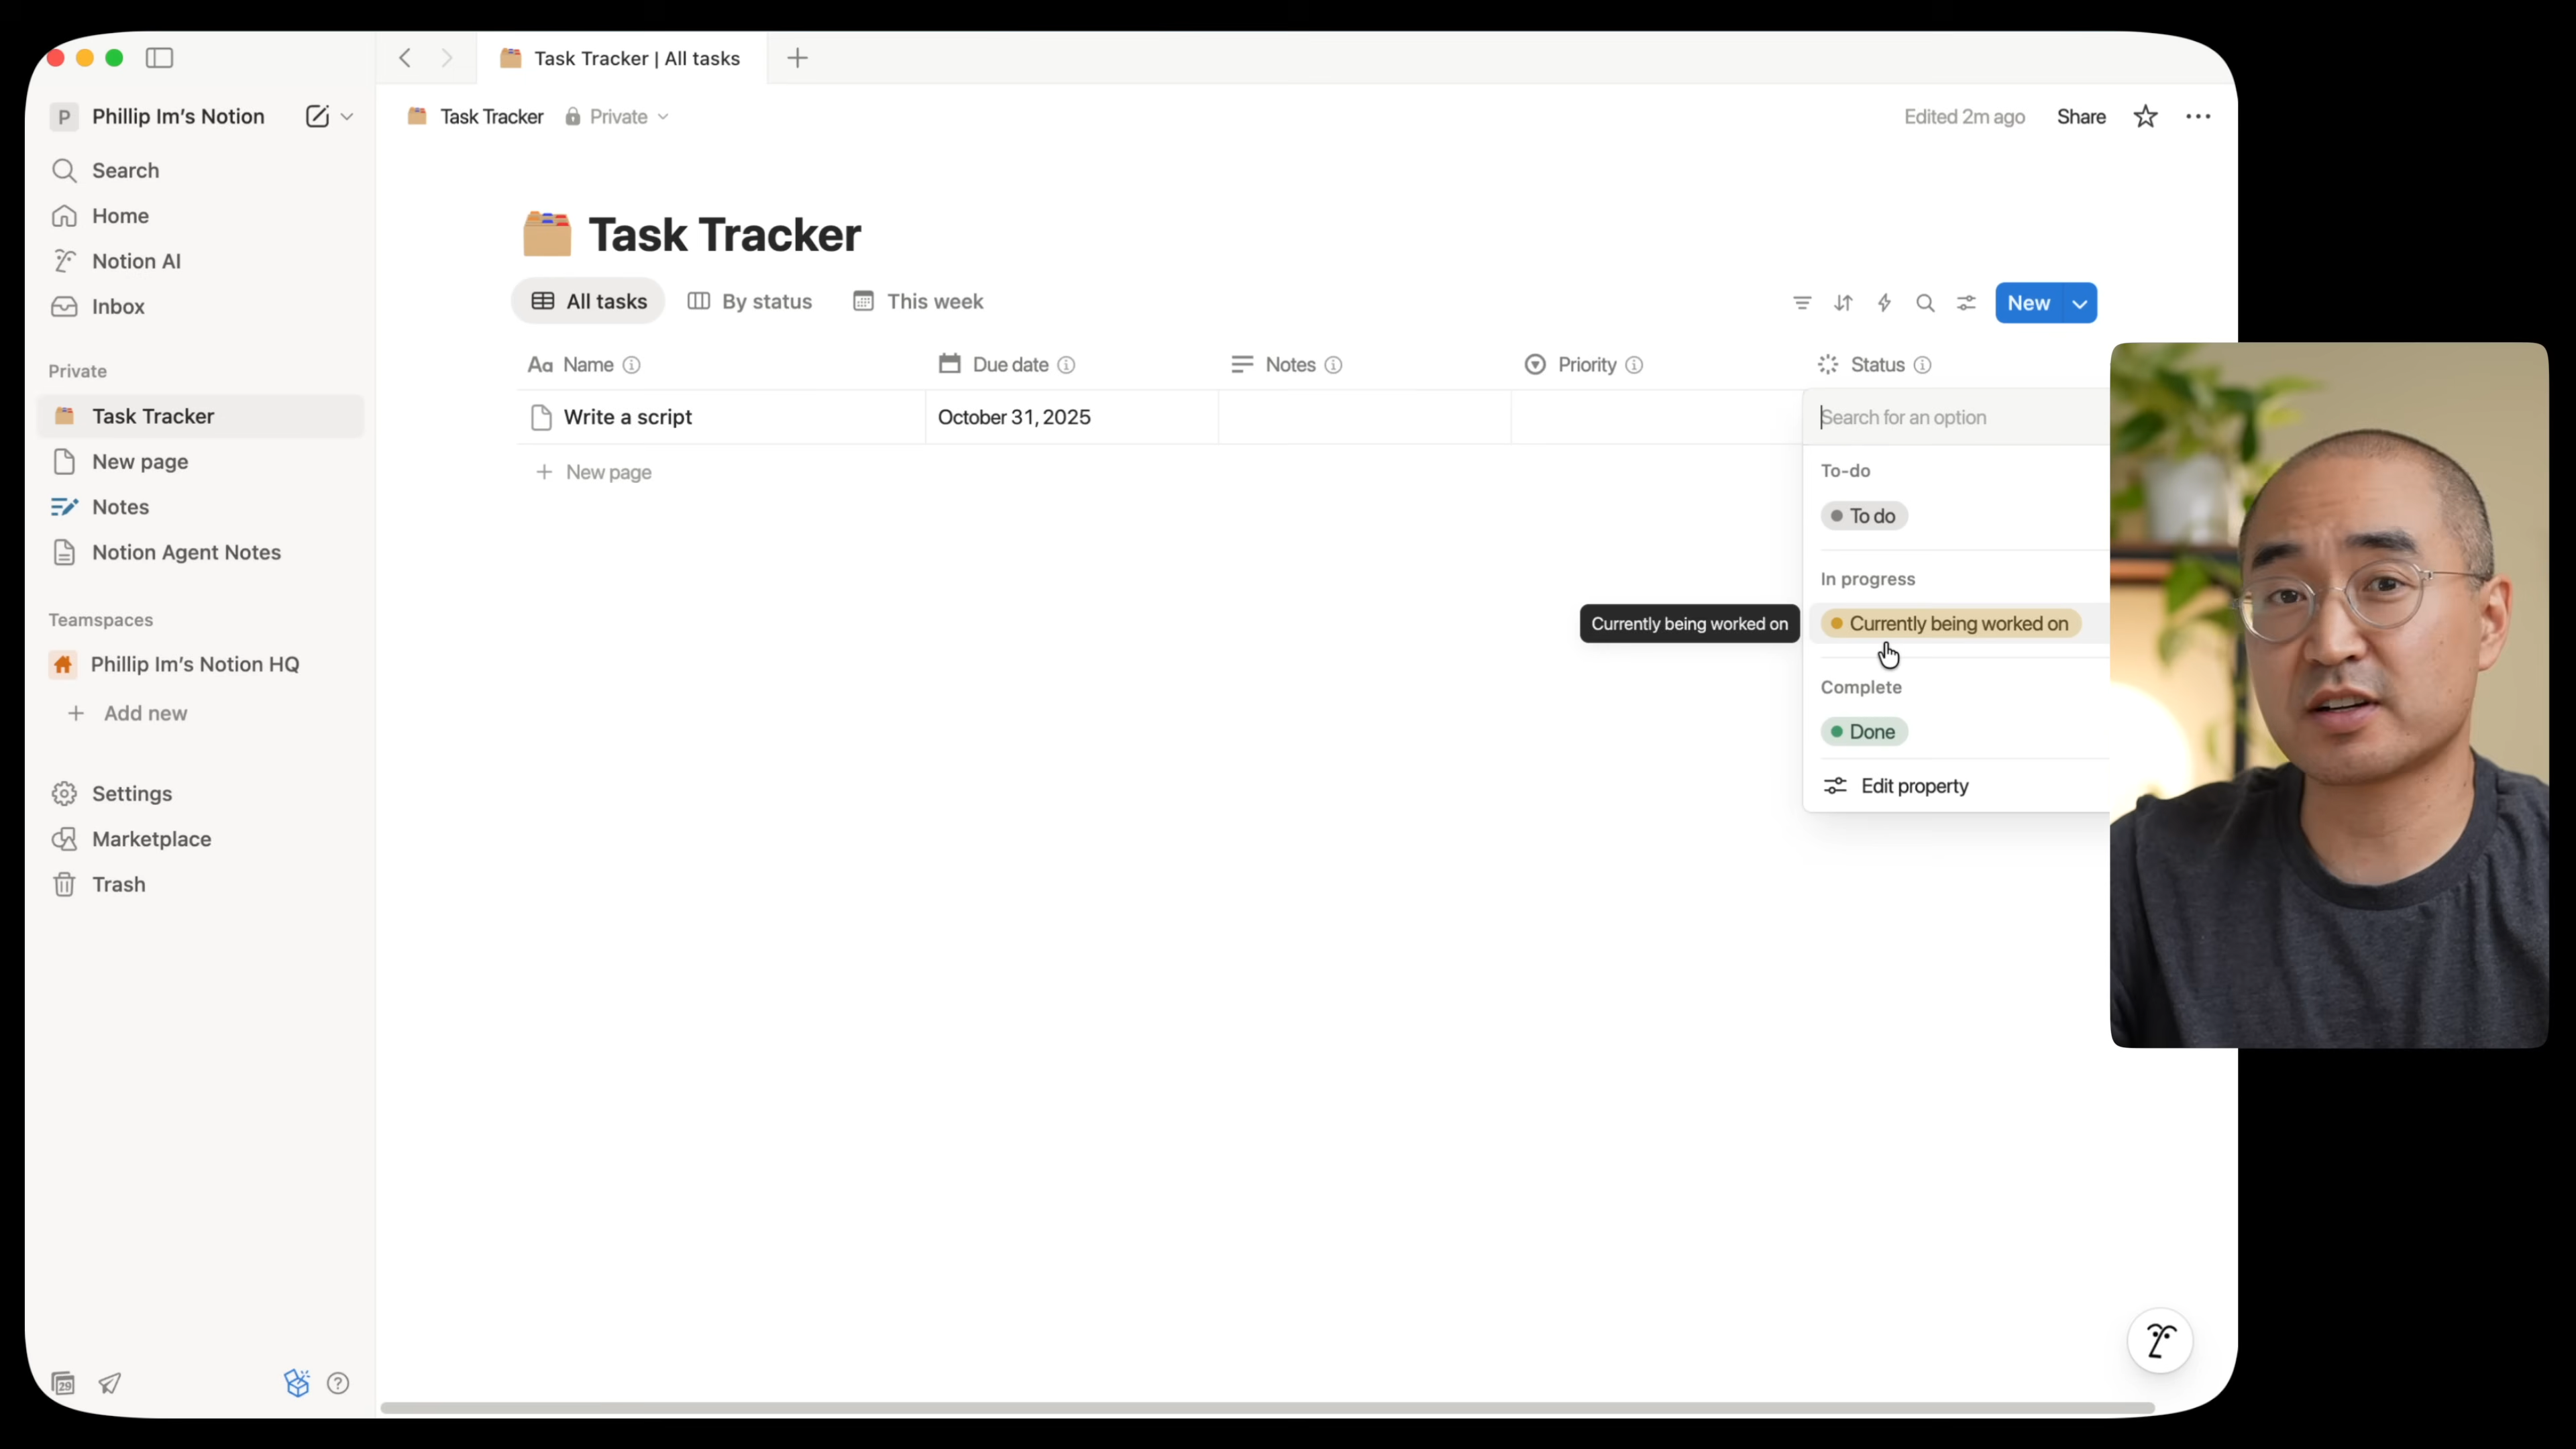 Task Tracker | All tasks
P Phillip Im's Notion
Task Tracker Private
Edited 2m ago Share
Search
Home
Notion AI
Inbox
Private
Task Tracker
New page
Notes
Notion Agent Notes
Teamspaces
Phillip Im's Notion HQ
Add new
Settings
Marketplace
Trash
29
Task Tracker
All tasks By status This week
New
Aa Name Due date Notes Priority Status
Write a script October 31, 2025
New page
Search for an option
To-do
To do
In progress
Currently being worked on
Currently being worked on
Complete
Done
Edit property